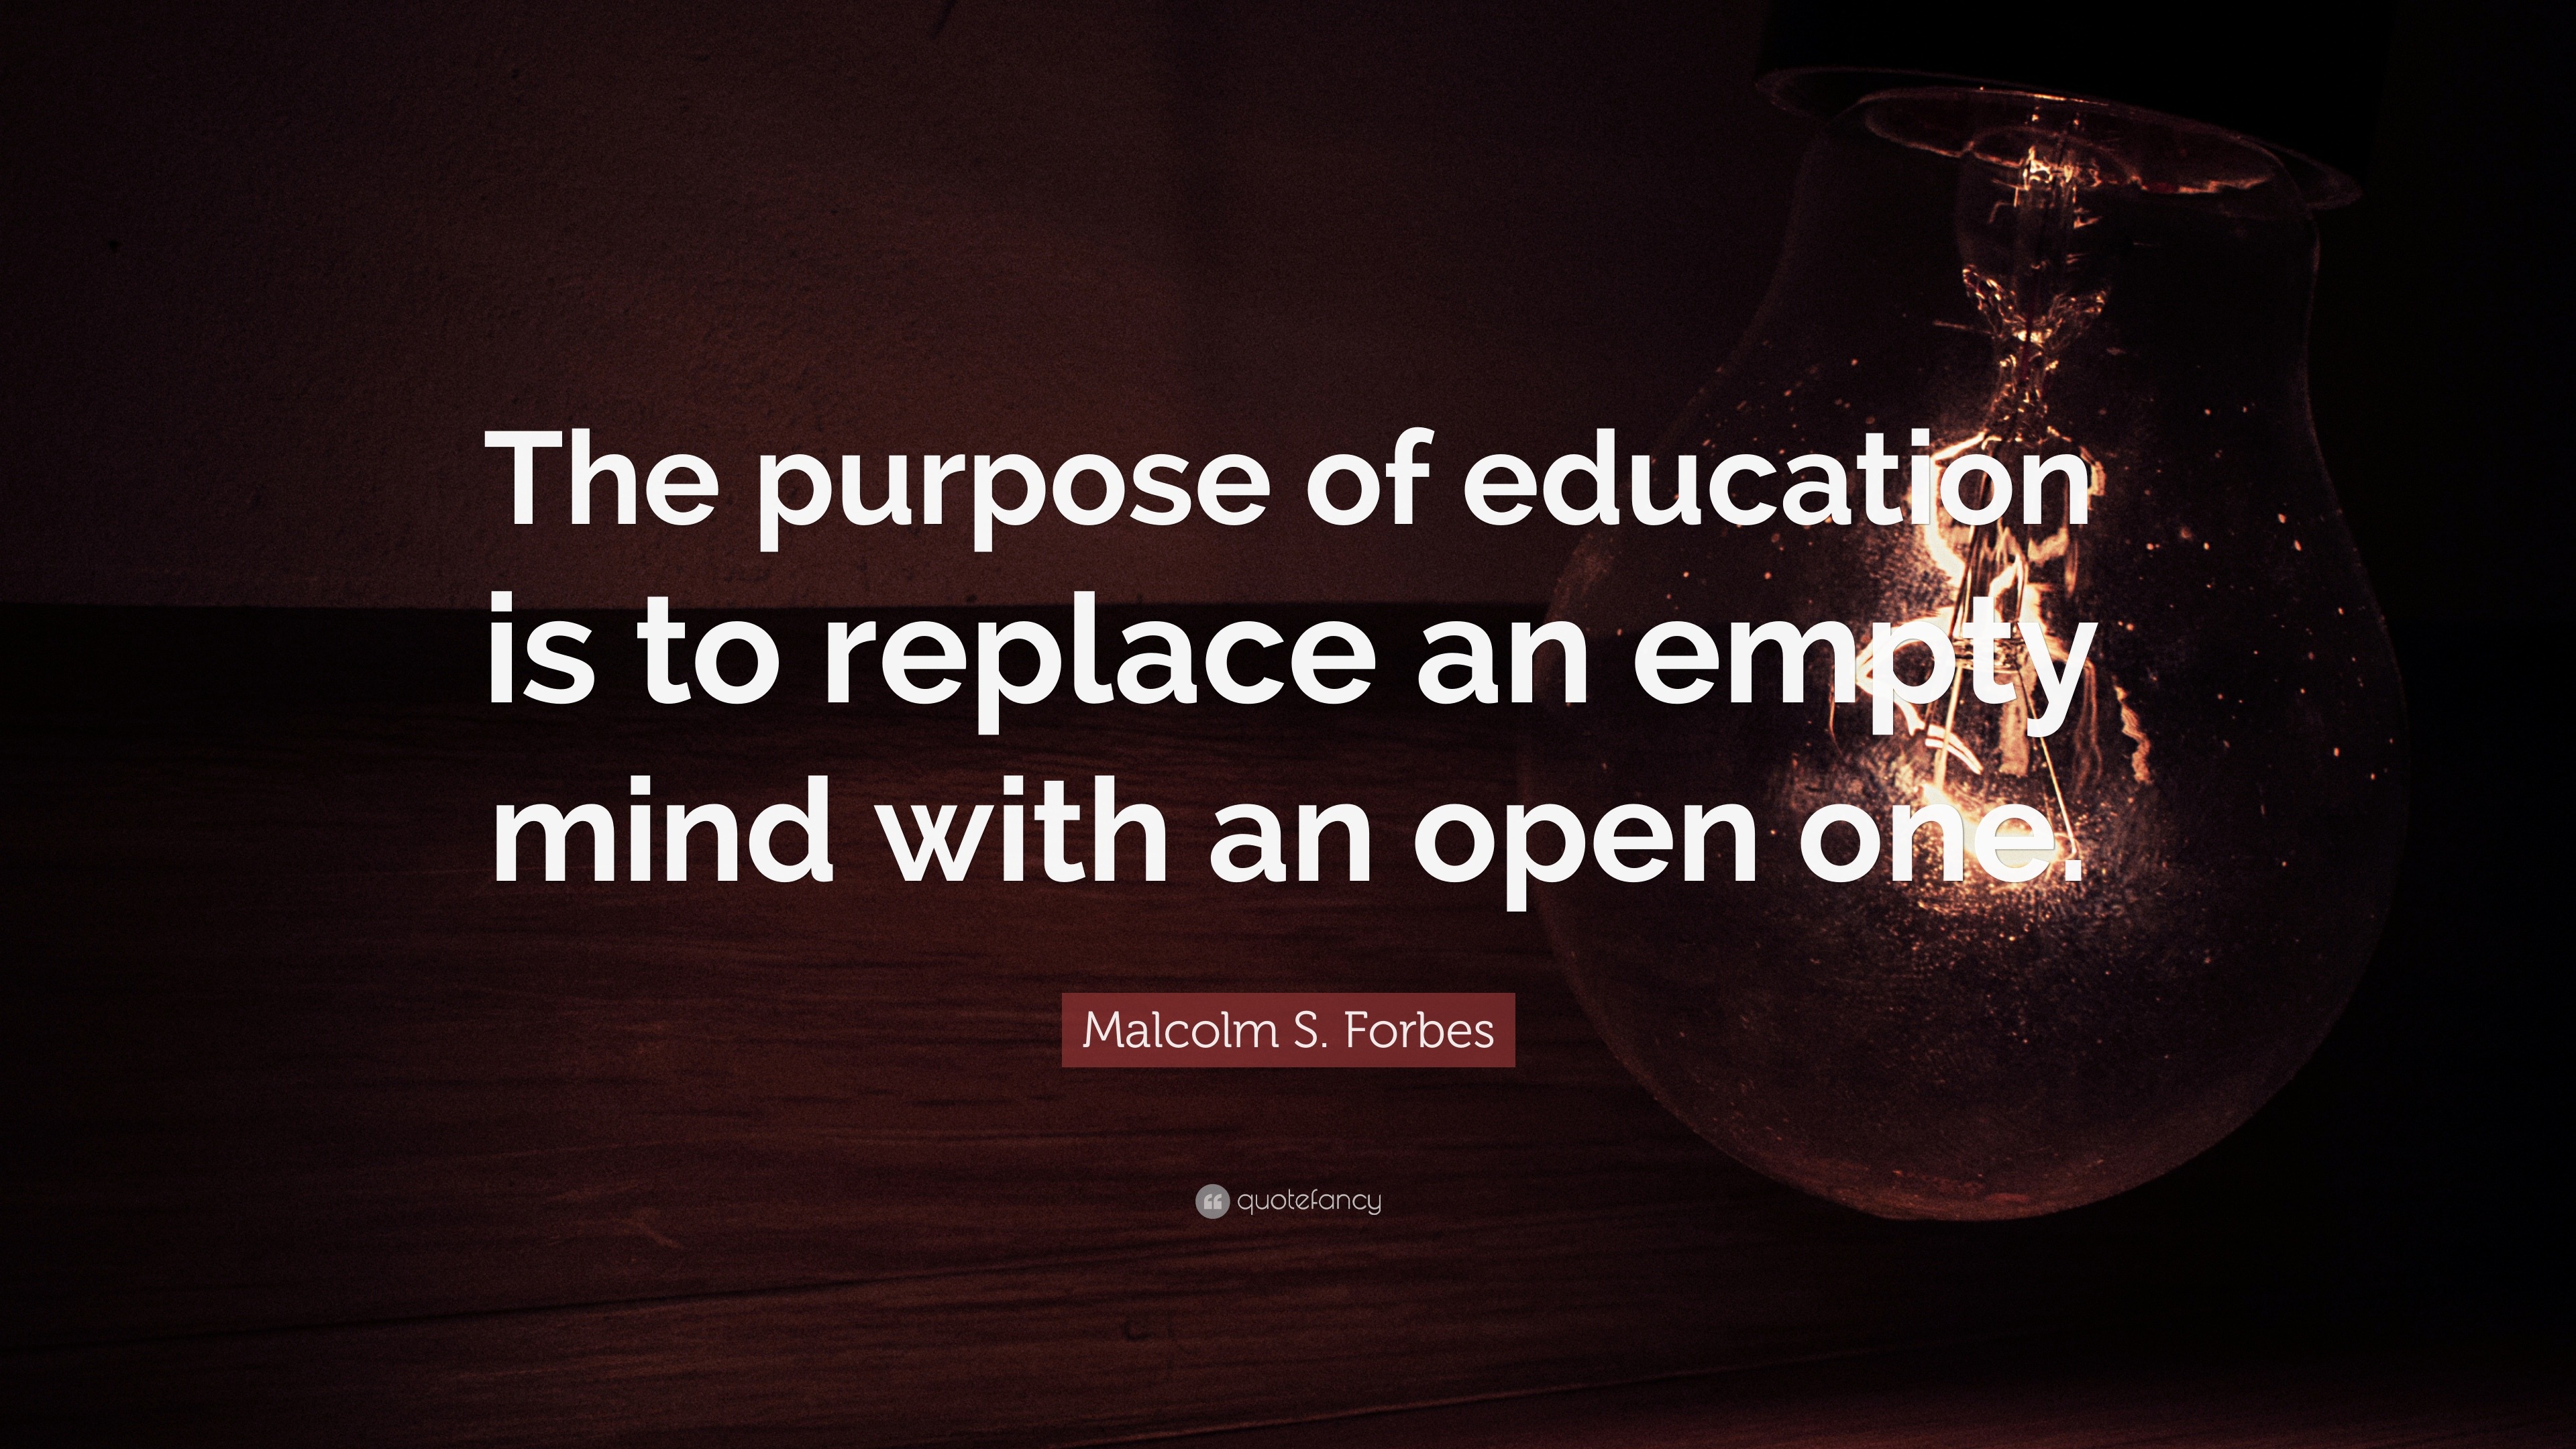 The purpose of education
is to replace an empty
mind with an open one.
Malcolm S. Forbes
quotefancy